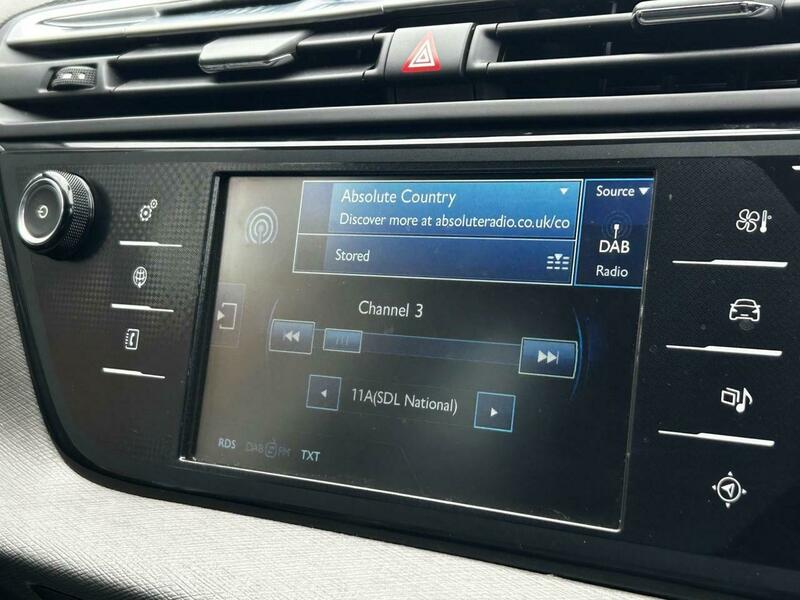 Absolute Country
Discover more at absoluteradio.co.uk/co
Stored
Source
DAB
Radio
Channel 3
11A(SDL National)
RDS
DAB FM
TXT